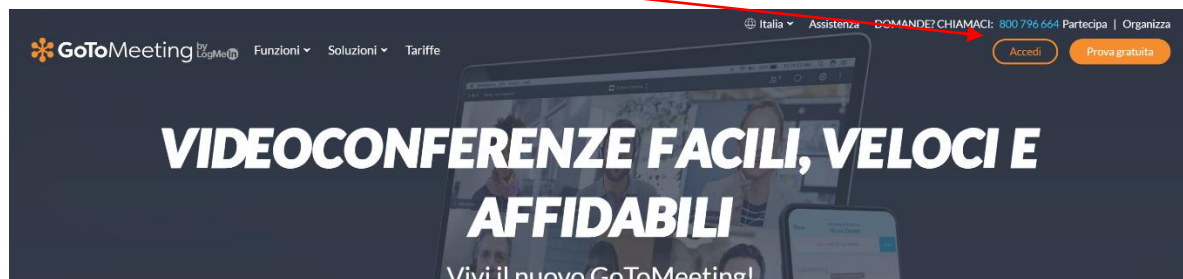 Italia Assistenza DOMANDE? CHIAMACI: 800 796 664 Partecipa | Organizza
GoToMeeting by LogMeIn Funzioni Soluzioni Tariffe Accedi Prova gratuita
VIDEOCONFERENZE FACILI, VELOCI E
AFFIDABILI
Vivi il nuovo GoToMeeting!